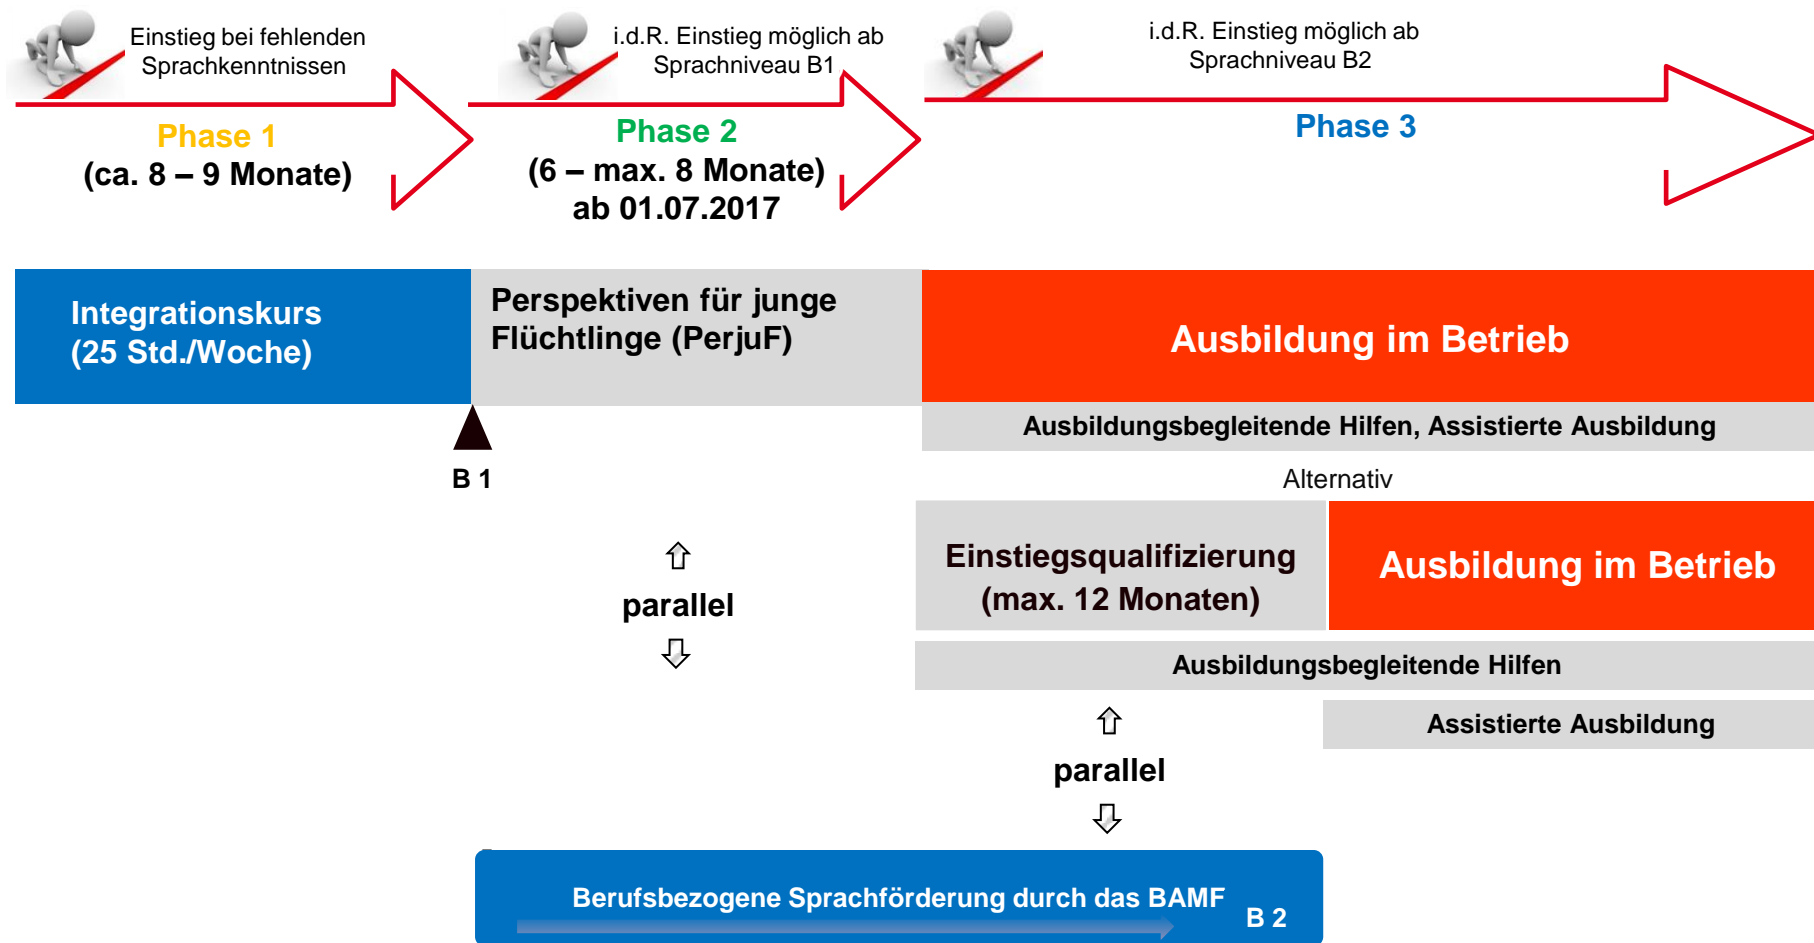 Einstieg bei fehlenden
Sprachkenntnissen
i.d.R. Einstieg möglich ab
Sprachniveau B1
i.d.R. Einstieg möglich ab
Sprachniveau B2
Phase 1
(ca. 8 – 9 Monate)
Phase 2
(6 – max. 8 Monate)
ab 01.07.2017
Phase 3
Integrationskurs
(25 Std./Woche)
Perspektiven für junge
Flüchtlinge (PerjuF)
Ausbildung im Betrieb
Ausbildungsbegleitende Hilfen, Assistierte Ausbildung
B 1
Alternativ
Einstiegsqualifizierung
(max. 12 Monaten)
Ausbildung im Betrieb
parallel
Ausbildungsbegleitende Hilfen
Assistierte Ausbildung
parallel
Berufsbezogene Sprachförderung durch das BAMF
B 2